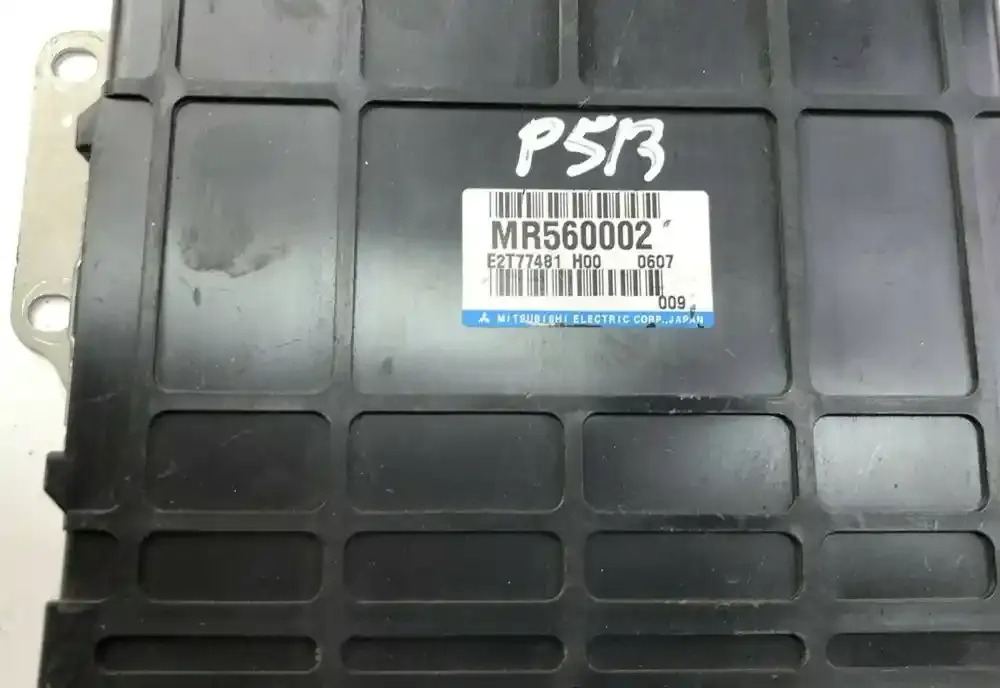 P5B
MR560002
E2T77481 H00 0607
009
MITSUBISHI ELECTRIC CORP., JAPAN